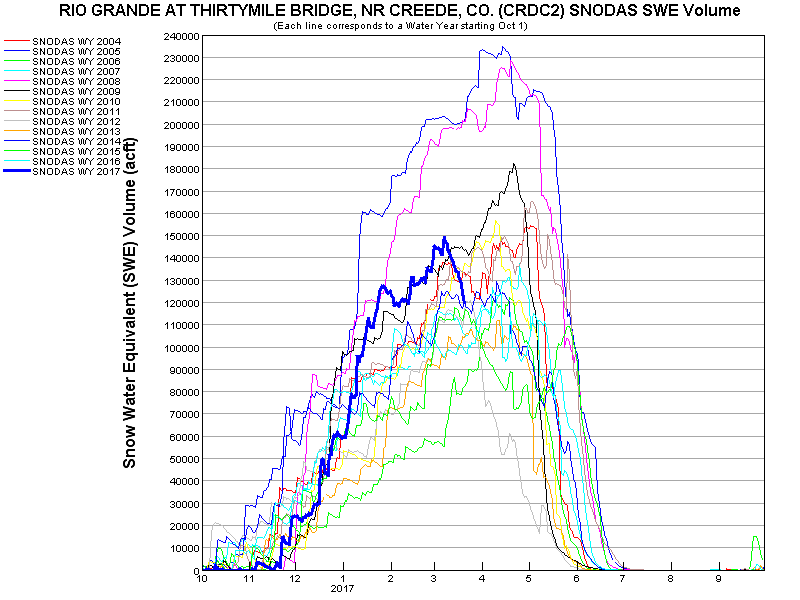 RIO GRANDE AT THIRTYMILE BRIDGE, NR CREEDE, CO. (CRDC2) SNODAS SWE Volume
(Each line corresponds to a Water Year starting Oct 1)
SNODAS WY 2004
SNODAS WY 2005
SNODAS WY 2006
SNODAS WY 2007
SNODAS WY 2008
SNODAS WY 2009
SNODAS WY 2010
SNODAS WY 2011
SNODAS WY 2012
SNODAS WY 2013
SNODAS WY 2014
SNODAS WY 2015
SNODAS WY 2016
SNODAS WY 2017
Snow Water Equivalent (SWE) Volume (acft)
240000
230000
220000
210000
200000
190000
180000
170000
160000
150000
140000
130000
120000
110000
100000
90000
80000
70000
60000
50000
40000
30000
20000
10000
0
10 11 12 1 2 3 4 5 6 7 8 9
2017